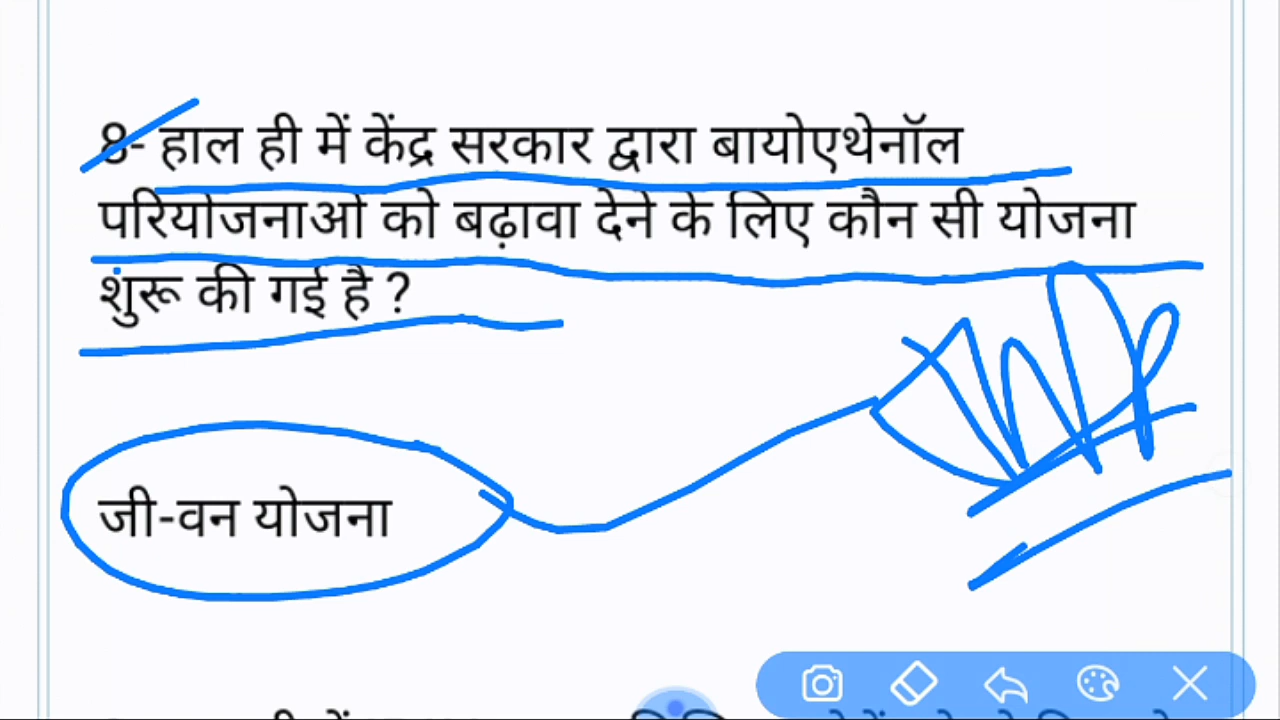 8- हाल ही में केंद्र सरकार द्वारा बायोएथेनॉल
परियोजनाओं को बढ़ावा देने के लिए कौन सी योजना
शुरू की गई है ?
जी-वन योजना